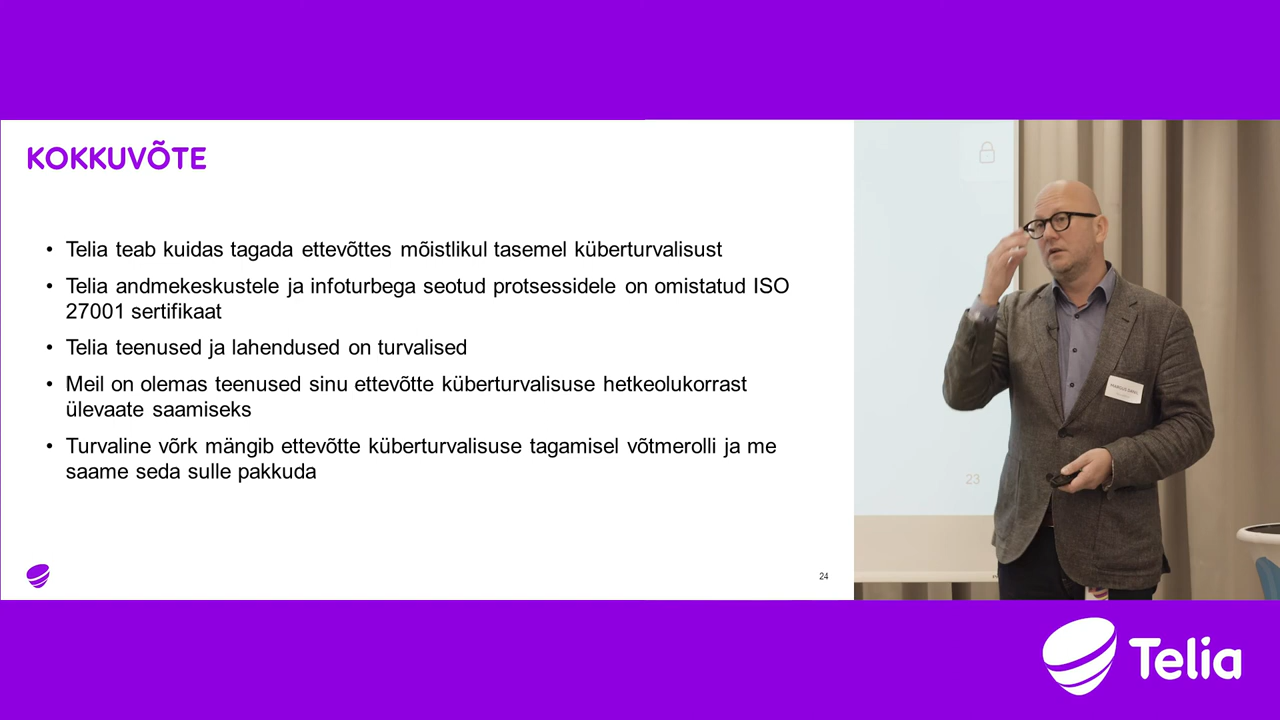 KOKKUVÕTE
• Telia teab kuidas tagada ettevõttes mõistlikul tasemel küberturvalisust
• Telia andmekeskustele ja infoturbega seotud protsessidele on omistatud ISO
27001 sertifikaat
• Telia teenused ja lahendused on turvalised
• Meil on olemas teenused sinu ettevõtte küberturvalisuse hetkeolukorrast
ülevaate saamiseks
• Turvaline võrk mängib ettevõtte küberturvalisuse tagamisel võtmerolli ja me
saame seda sulle pakkuda
24
23
Telia